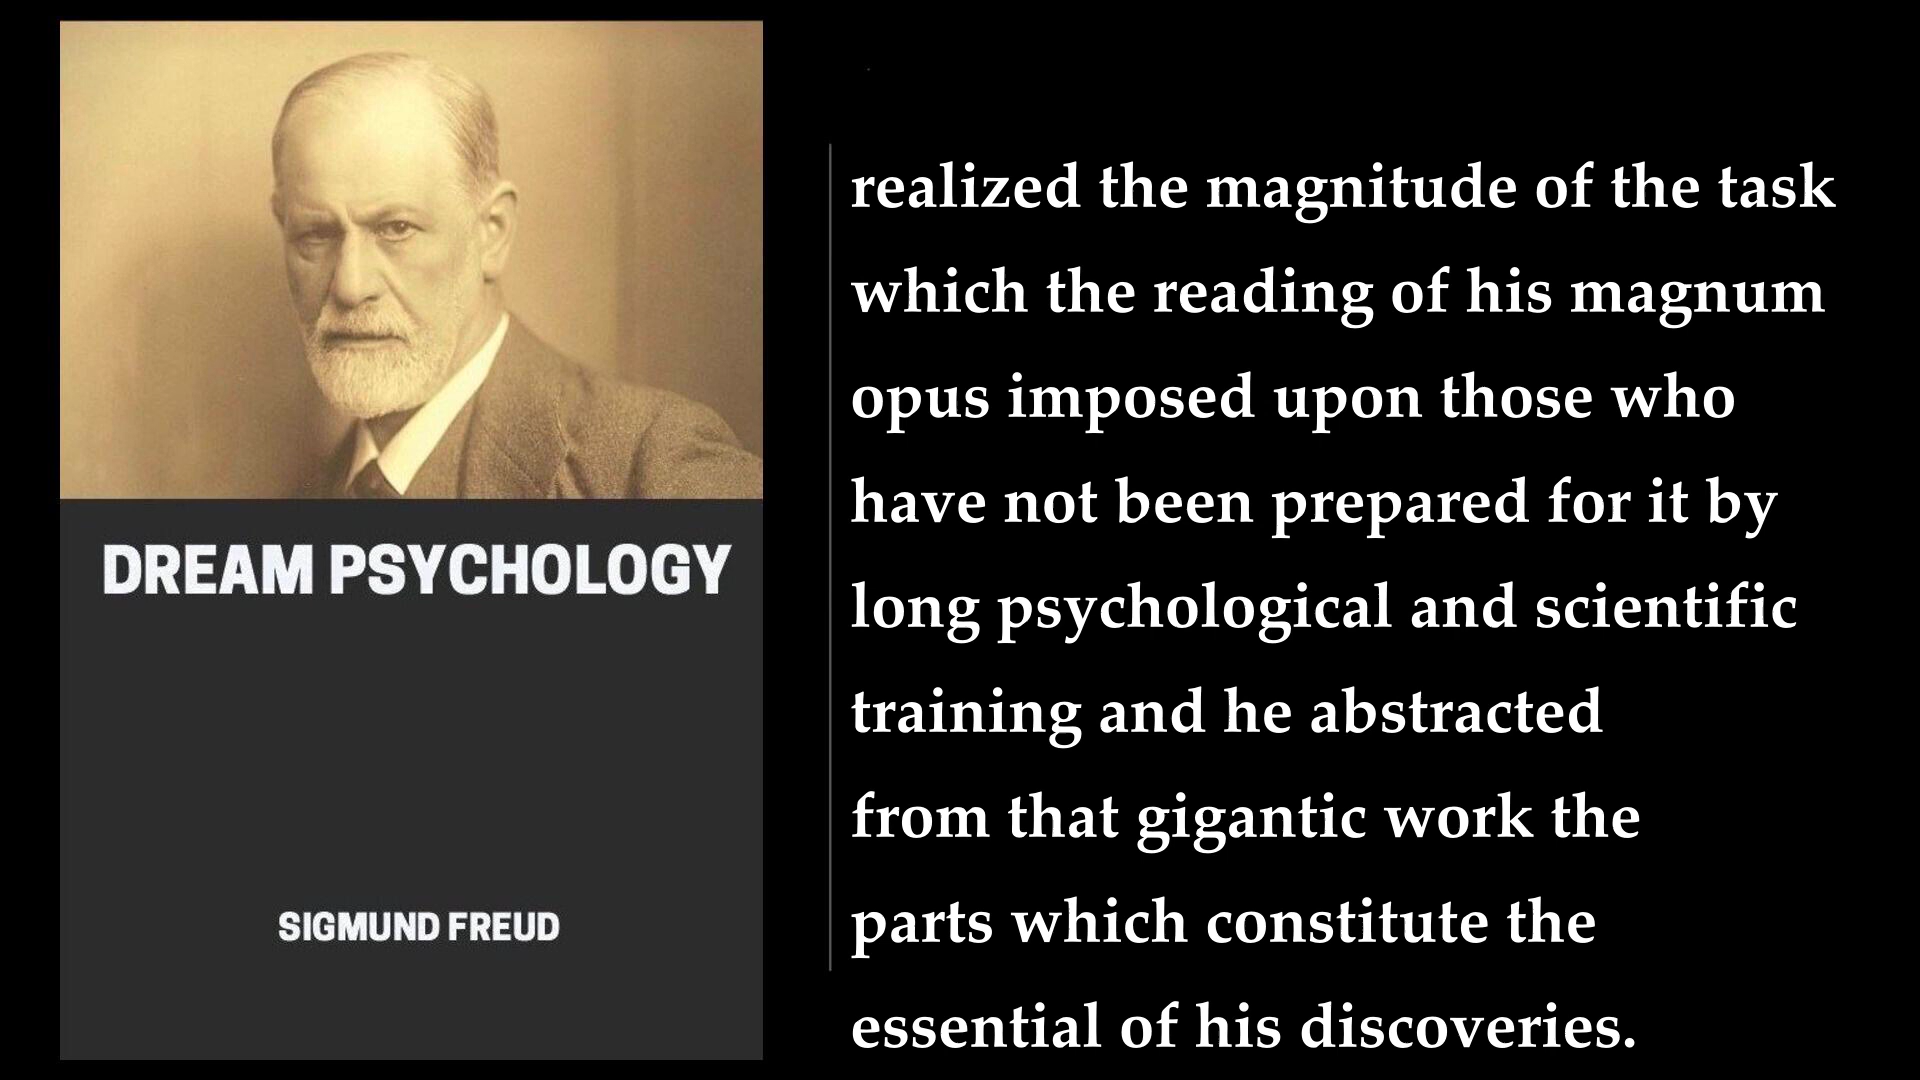 DREAM PSYCHOLOGY
SIGMUND FREUD
realized the magnitude of the task
which the reading of his magnum
opus imposed upon those who
have not been prepared for it by
long psychological and scientific
training and he abstracted
from that gigantic work the
parts which constitute the
essential of his discoveries.